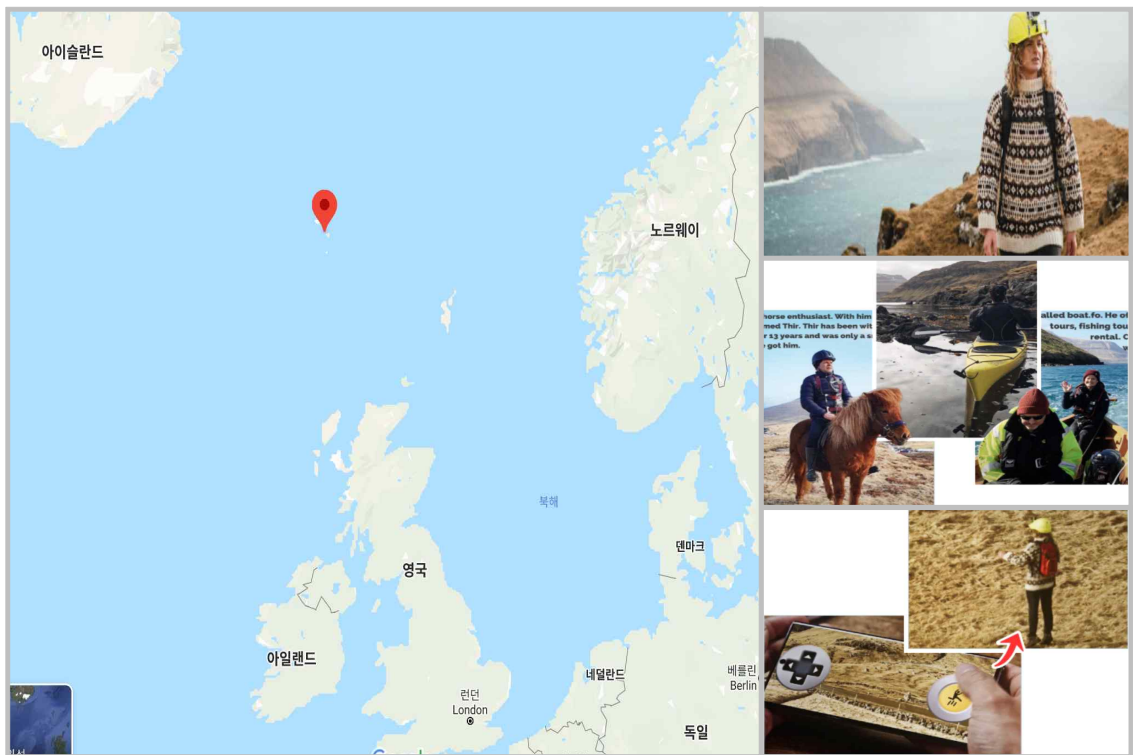 아이슬란드
노르웨이
북해
덴마크
영국
아일랜드
네덜란드
베를린
Berlin
런던
London
독일
horse enthusiast. With him
med Thir. Thir has been wit
r 13 years and was only a s
got him.
alled boat.fo. He of
tours, fishing tou
rental. C